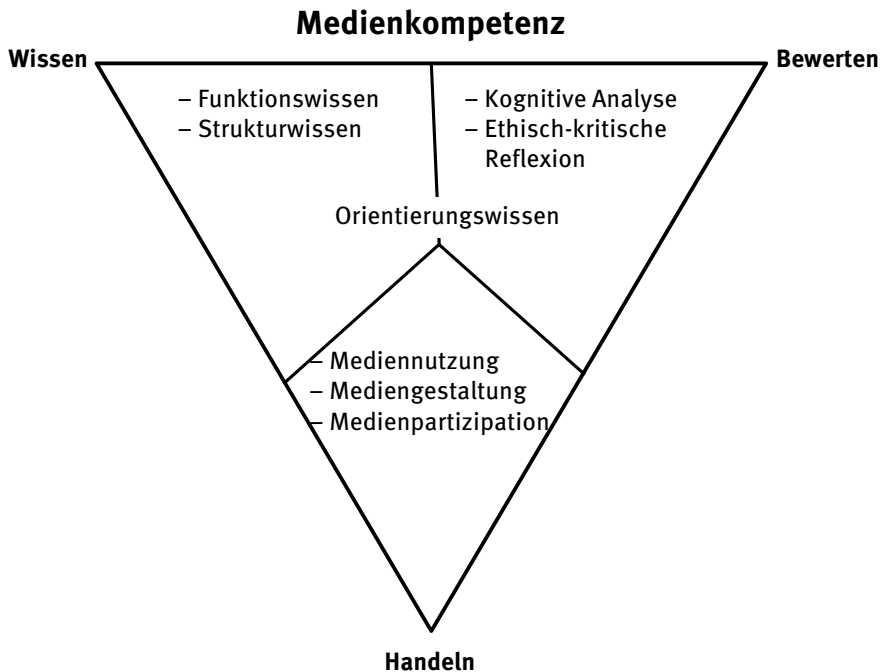 Medienkompetenz
Wissen
Bewerten
– Funktionswissen
– Strukturwissen
– Kognitive Analyse
– Ethisch-kritische
Reflexion
Orientierungswissen
– Mediennutzung
– Mediengestaltung
– Medienpartizipation
Handeln